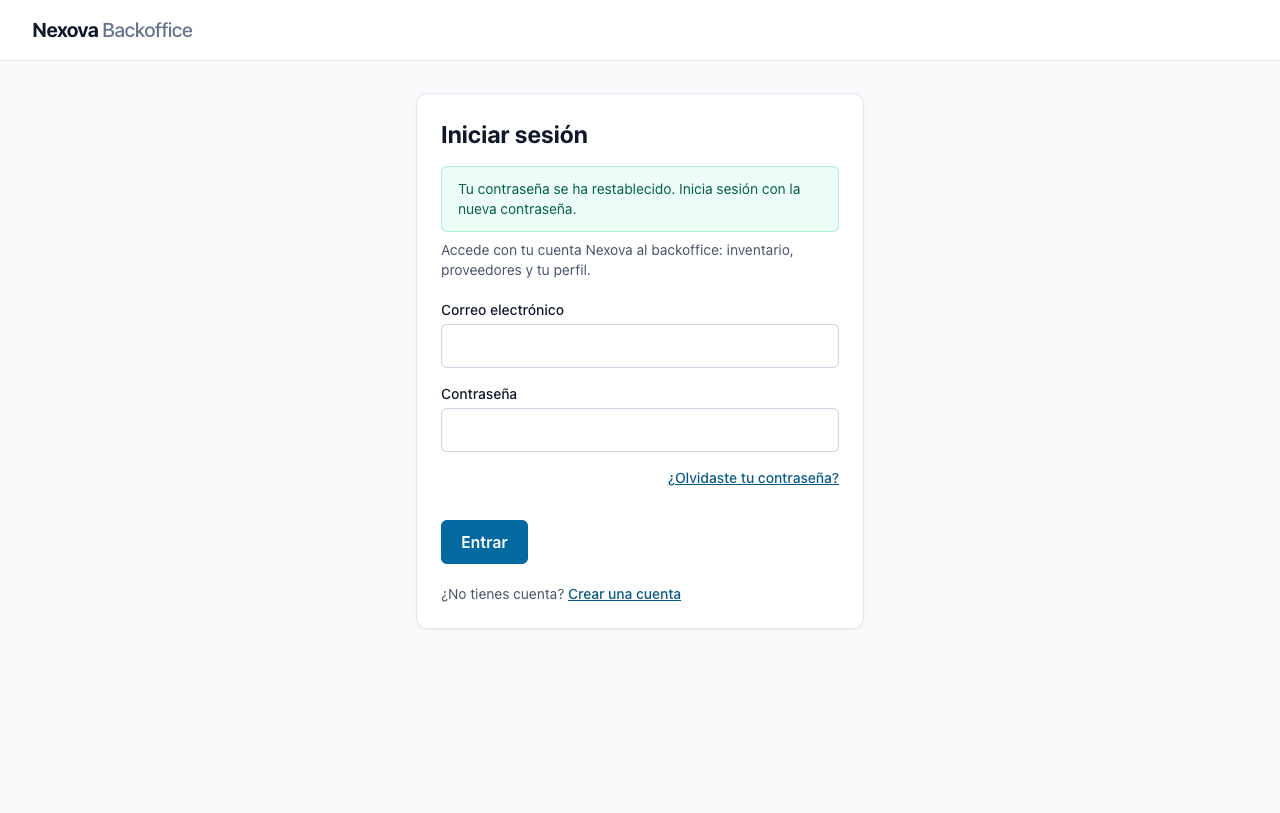 Nexova Backoffice
Iniciar sesión
Tu contraseña se ha restablecido. Inicia sesión con la
nueva contraseña.
Accede con tu cuenta Nexova al backoffice: inventario,
proveedores y tu perfil.
Correo electrónico
Contraseña
¿Olvidaste tu contraseña?
Entrar
¿No tienes cuenta? Crear una cuenta